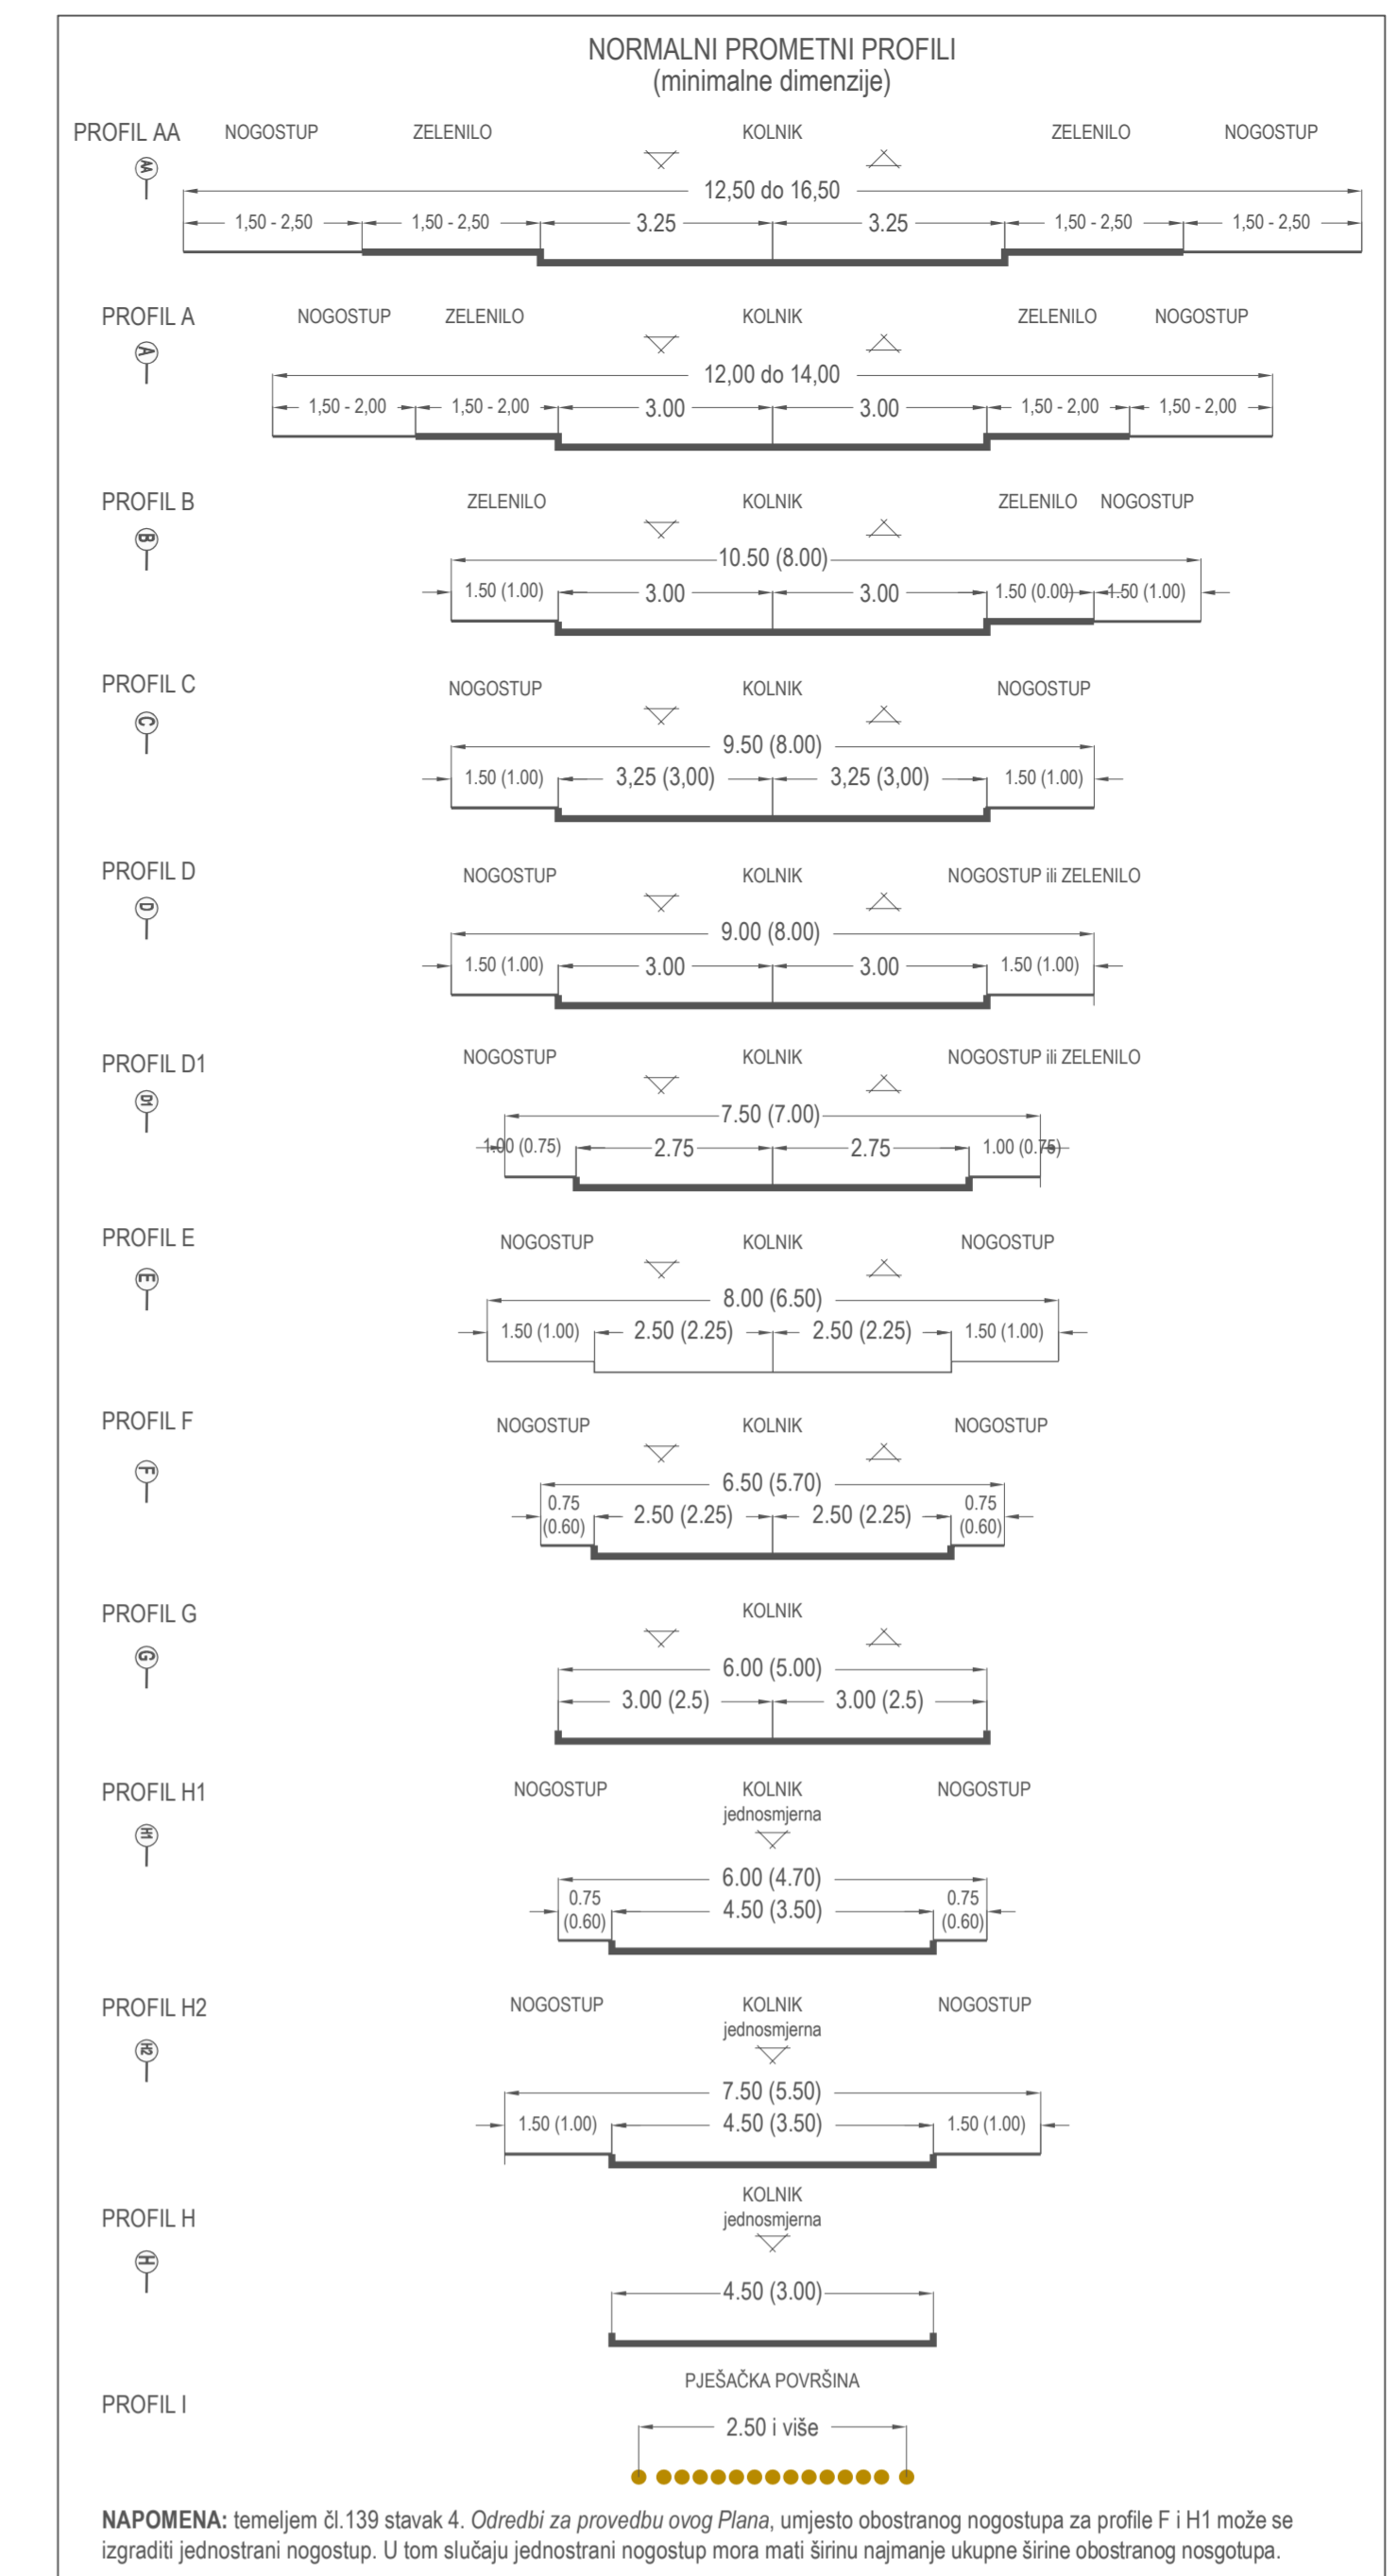 NORMALNI PROMETNI PROFILI
(minimalne dimenzije)
PROFIL AA NOGOSTUP ZELENILO KOLNIK ZELENILO NOGOSTUP
AA
12,50 do 16,50
1,50 - 2,50 1,50 - 2,50 3.25 3.25 1,50 - 2,50 1,50 - 2,50
PROFIL A NOGOSTUP ZELENILO KOLNIK ZELENILO NOGOSTUP
A
12,00 do 14,00
1,50 - 2,00 1,50 - 2,00 3.00 3.00 1,50 - 2,00 1,50 - 2,00
PROFIL B ZELENILO KOLNIK ZELENILO NOGOSTUP
B
10.50 (8.00)
1.50 (1.00) 3.00 3.00 1.50 (0.00) 1.50 (1.00)
PROFIL C NOGOSTUP KOLNIK NOGOSTUP
C
9.50 (8.00)
1.50 (1.00) 3,25 (3,00) 3,25 (3,00) 1.50 (1.00)
PROFIL D NOGOSTUP KOLNIK NOGOSTUP ili ZELENILO
D
9.00 (8.00)
1.50 (1.00) 3.00 3.00 1.50 (1.00)
PROFIL D1 NOGOSTUP KOLNIK NOGOSTUP ili ZELENILO
D1
7.50 (7.00)
1.00 (0.75) 2.75 2.75 1.00 (0.75)
PROFIL E NOGOSTUP KOLNIK NOGOSTUP
E
8.00 (6.50)
1.50 (1.00) 2.50 (2.25) 2.50 (2.25) 1.50 (1.00)
PROFIL F NOGOSTUP KOLNIK NOGOSTUP
F
6.50 (5.70)
0.75 (0.60) 2.50 (2.25) 2.50 (2.25) 0.75 (0.60)
PROFIL G KOLNIK
G
6.00 (5.00)
3.00 (2.5) 3.00 (2.5)
PROFIL H1 NOGOSTUP KOLNIK NOGOSTUP
jednosmjerna
H1
6.00 (4.70)
0.75 (0.60) 4.50 (3.50) 0.75 (0.60)
PROFIL H2 NOGOSTUP KOLNIK NOGOSTUP
jednosmjerna
H2
7.50 (5.50)
1.50 (1.00) 4.50 (3.50) 1.50 (1.00)
KOLNIK
PROFIL H jednosmjerna
H
4.50 (3.00)
PJEŠAČKA POVRŠINA
PROFIL I
2.50 i više
NAPOMENA: temeljem čl.139 stavak 4. Odredbi za provedbu ovog Plana, umjesto obostranog nogostupa za profile F i H1 može se
izgraditi jednostrani nogostup. U tom slučaju jednostrani nogostup mora mati širinu najmanje ukupne širine obostranog nosgotupa.